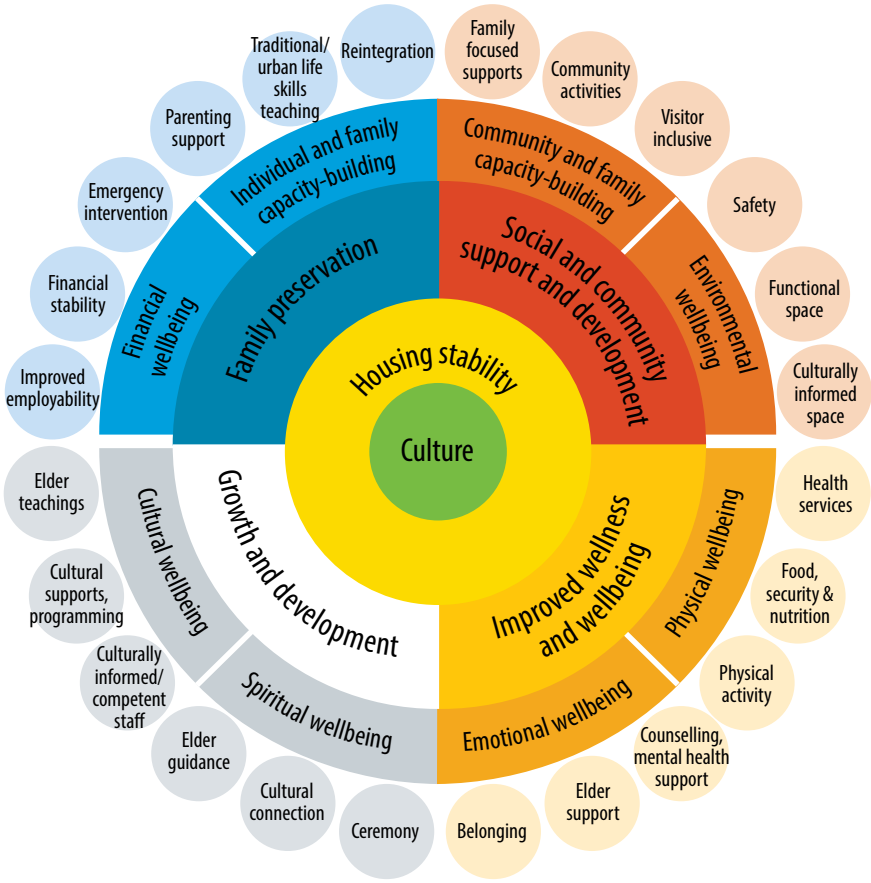 Culture
Housing stability
Family preservation
Individual and family
capacity-building
Traditional/
urban life
skills
teaching
Reintegration
Parenting
support
Financial
wellbeing
Emergency
intervention
Financial
stability
Improved
employability
Social and community
support and development
Community and family
capacity-building
Family
focused
supports
Community
activities
Visitor
inclusive
Environmental
wellbeing
Safety
Functional
space
Culturally
informed
space
Improved wellness
and wellbeing
Physical wellbeing
Health
services
Food,
security &
nutrition
Physical
activity
Emotional wellbeing
Counselling,
mental health
support
Elder
support
Belonging
Growth and development
Spiritual wellbeing
Ceremony
Cultural
connection
Elder
guidance
Cultural wellbeing
Culturally
informed/
competent
staff
Cultural
supports,
programming
Elder
teachings